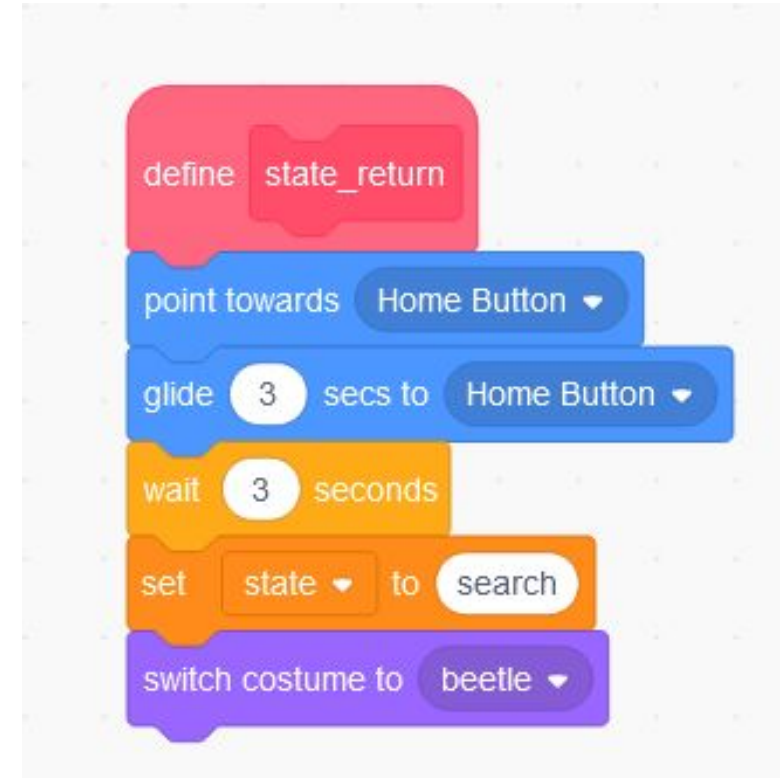 define state_return
point towards Home Button
glide 3 secs to Home Button
wait 3 seconds
set state to search
switch costume to beetle